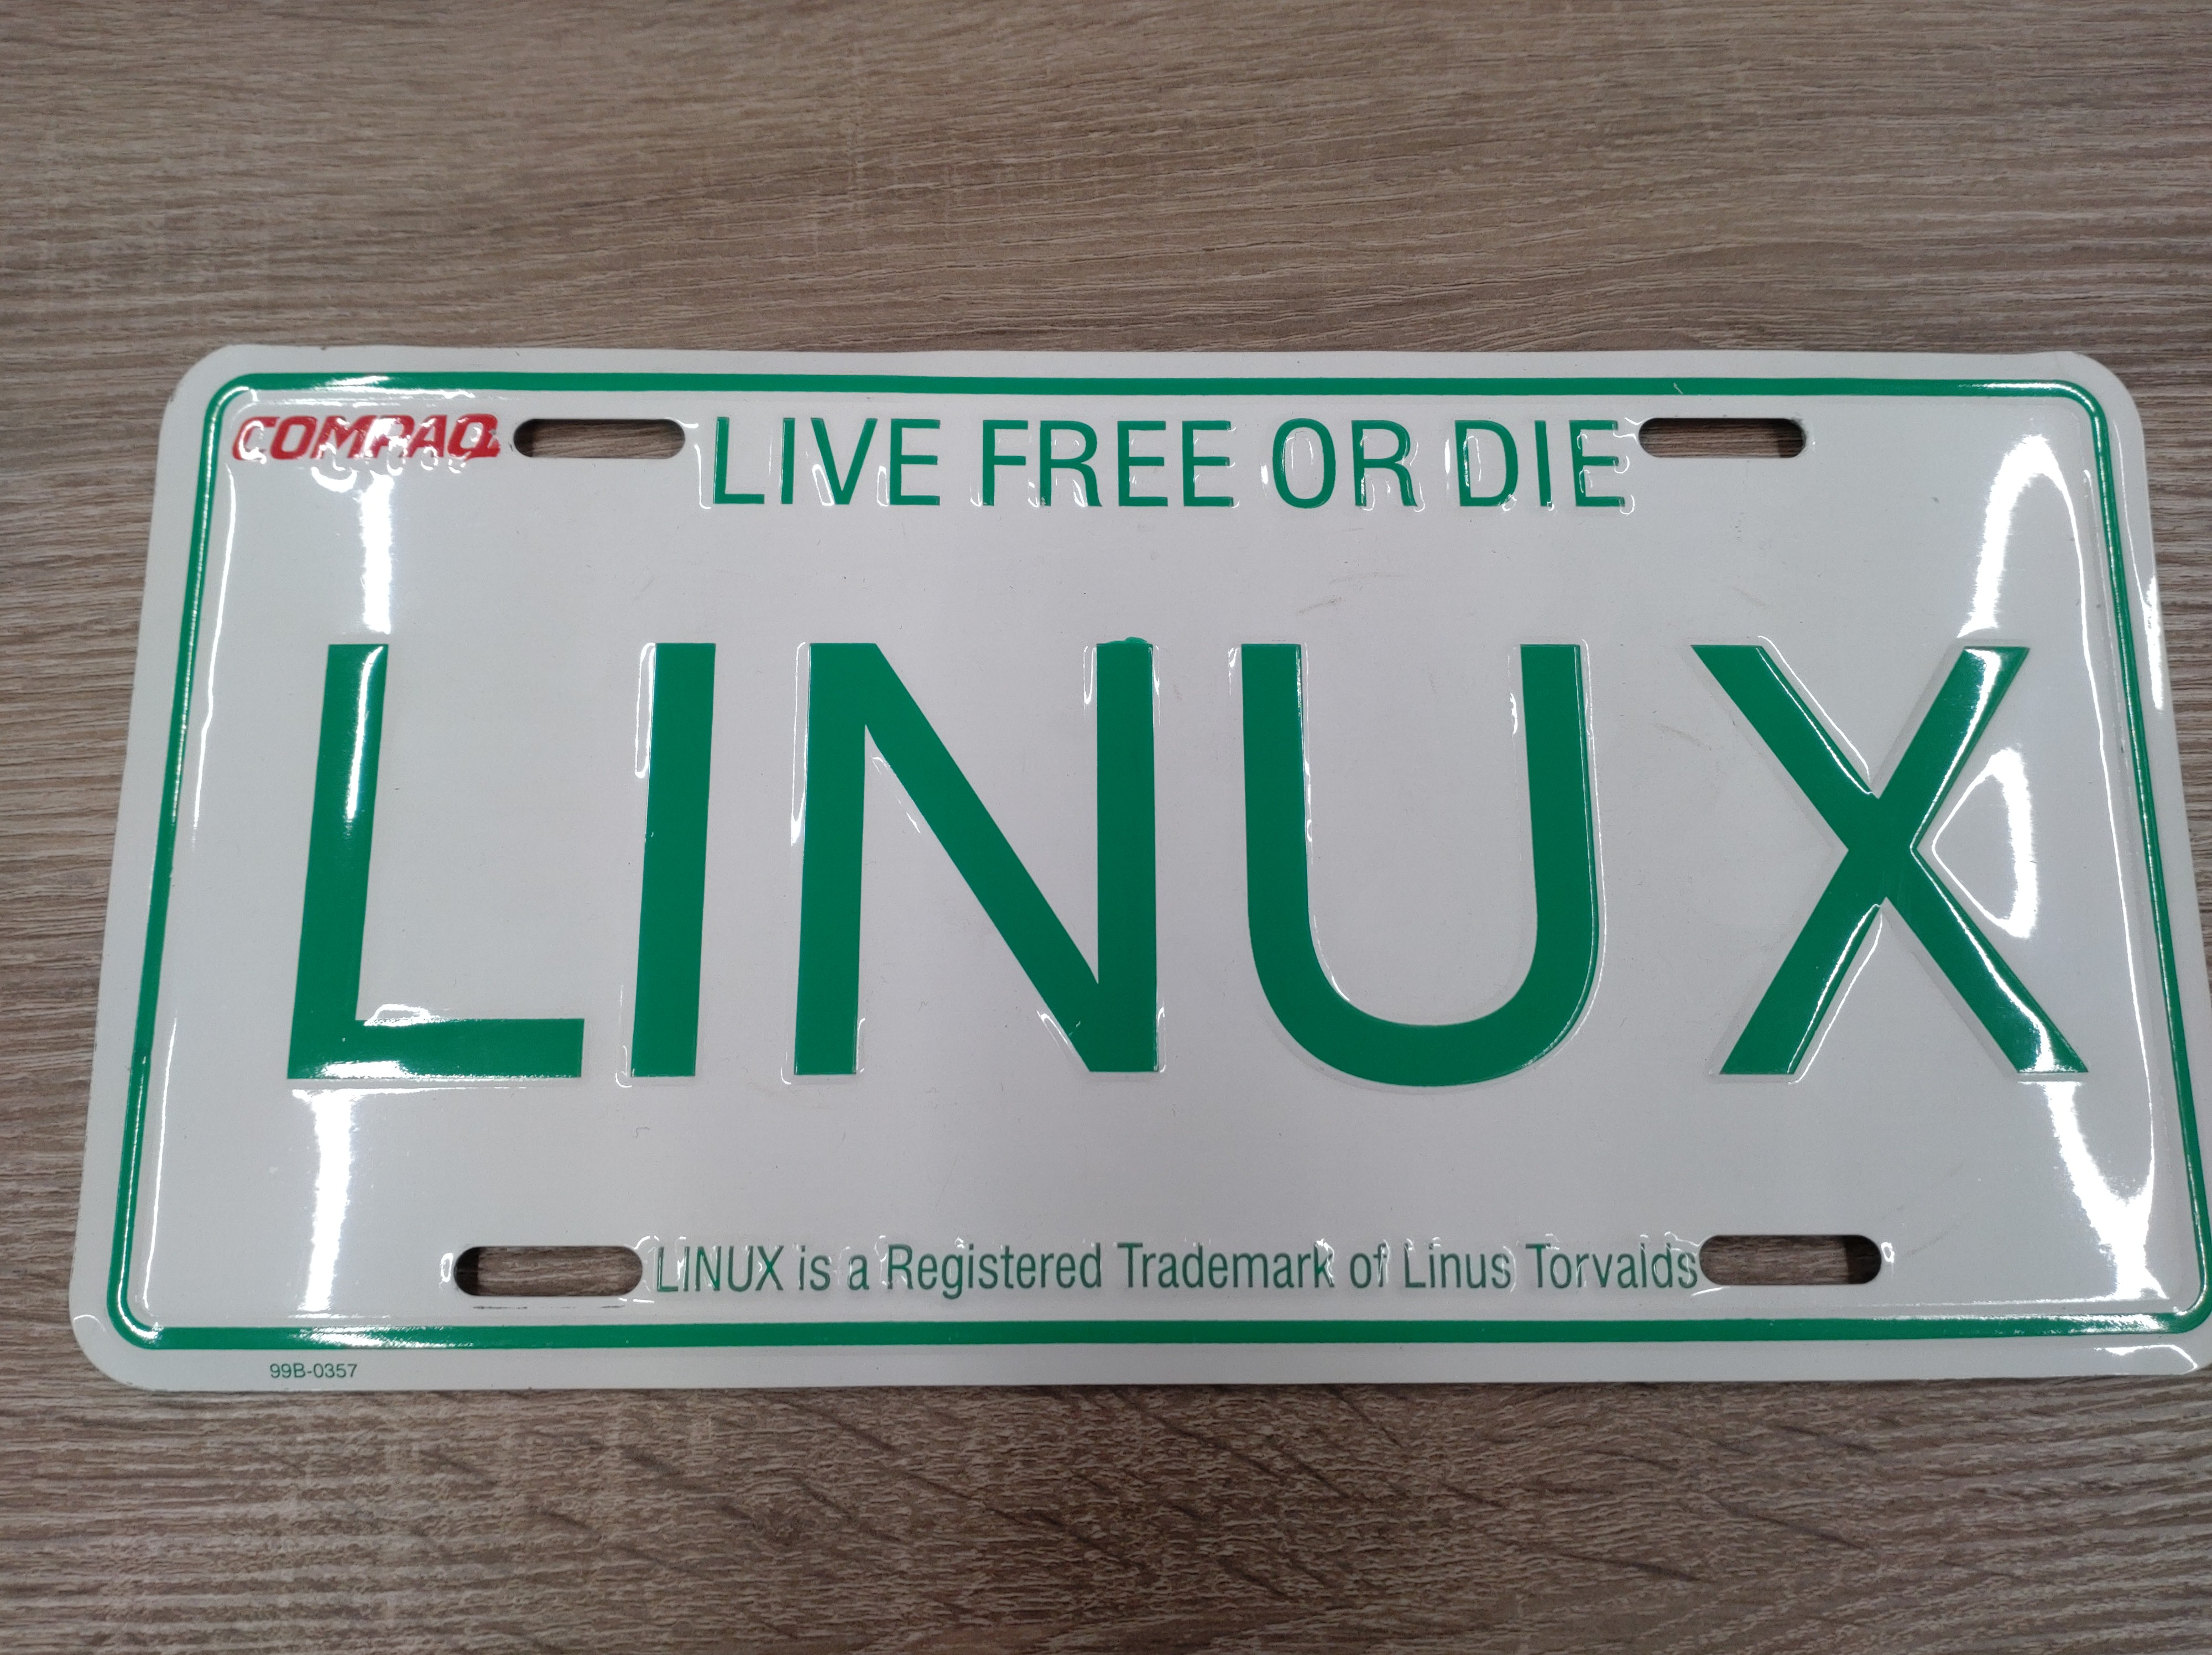 COMPAQ LIVE FREE OR DIE
LINUX
LINUX is a Registered Trademark of Linus Torvalds
99B-0357